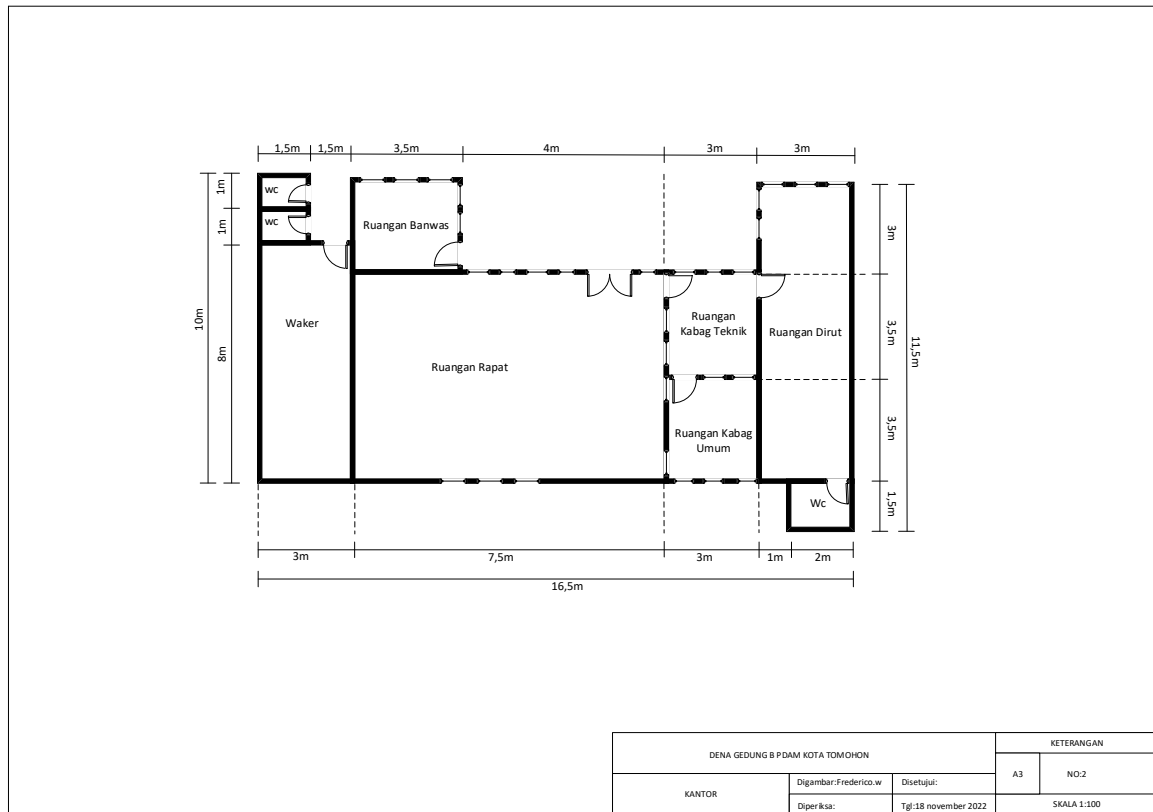 1,5m
1,5m
3,5m
4m
3m
3m
1m
1m
8m
10m
wc
wc
Ruangan Banwas
Waker
Ruangan Rapat
Ruangan
Kabag Teknik
Ruangan Dirut
Ruangan Kabag
Umum
Wc
3m
3,5m
3,5m
1,5m
11,5m
3m
7,5m
3m
1m
2m
16,5m
DENA GEDUNG B PDAM KOTA TOMOHON
KETERANGAN
A3
NO:2
KANTOR
Digambar:Frederico.w
Disetujui:
Diperiksa:
Tgl:18 november 2022
SKALA 1:100